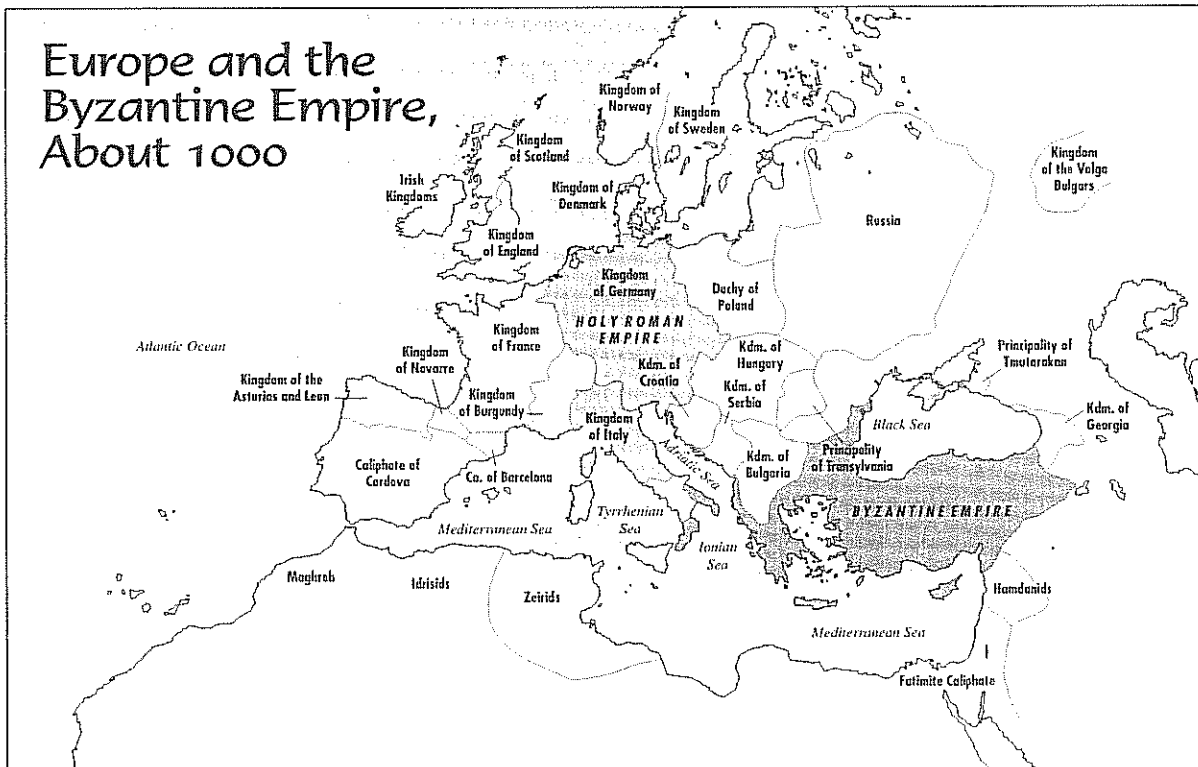 Europe and the
Byzantine Empire,
About 1000
Kingdom of
Norway
Kingdom
of Sweden
Kingdom
of Scotland
Irish
Kingdoms
Kingdom of
Denmark
Kingdom
of the Volga
Bulgars
Russia
Kingdom
of England
Kingdom
of Germany
Duchy of
Poland
HOLY ROMAN
EMPIRE
Kingdom
of France
Atlantic Ocean
Kingdom
of Navarre
Kdm. of
Hungary
Principality of
Tmutarakan
Kingdom of the
Asturias and Leon
Kdm. of
Croatia
Kdm. of
Serbia
Kingdom
of Burgundy
Kingdom
of Italy
Black Sea
Kdm. of
Georgia
Adriatic Sea
Kdm. of
Bulgaria
Principality
of Transylvania
Caliphate of
Cordova
Co. of Barcelona
BYZANTINE EMPIRE
Mediterranean Sea
Tyrrhenian
Sea
Ionian
Sea
Maghrab
Idrisids
Zeirids
Hamdanids
Mediterranean Sea
Fatimite Caliphate